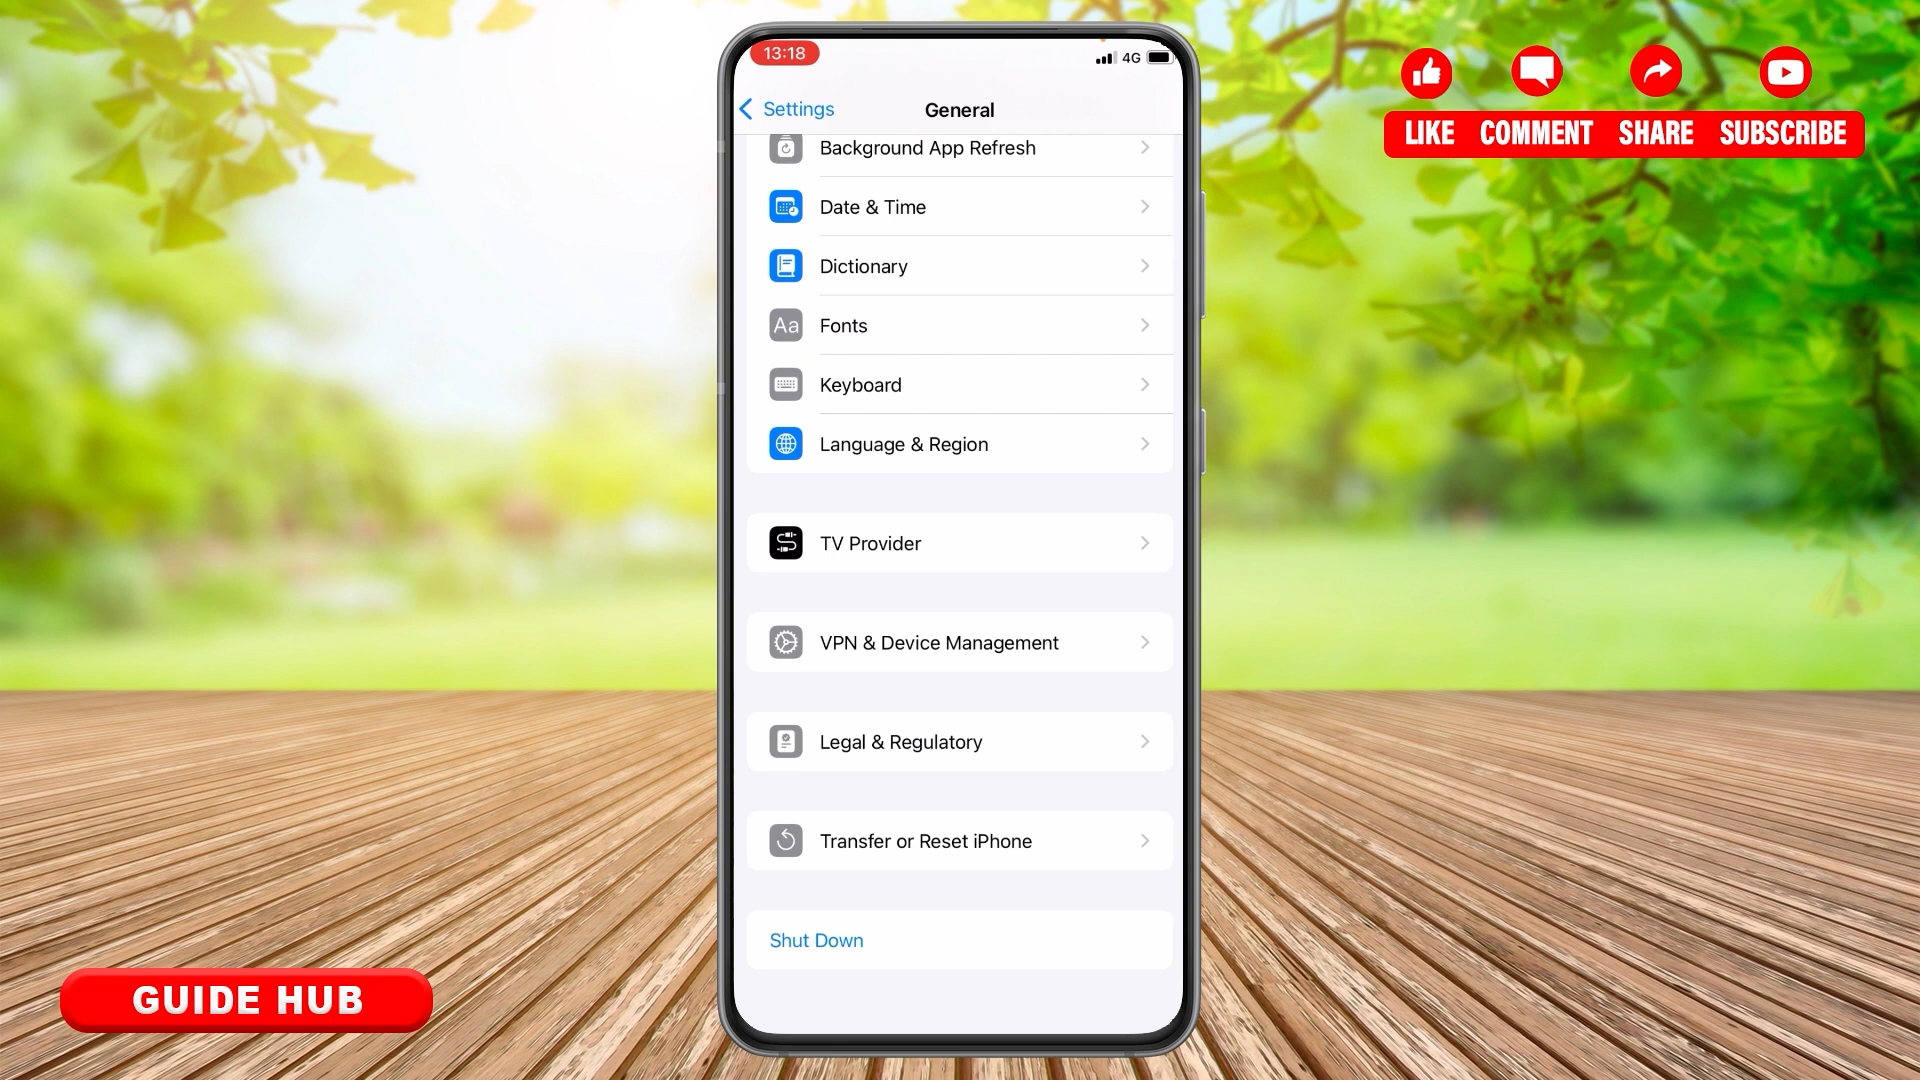 13:18
4G
Settings
General
Background App Refresh
Date & Time
Dictionary
Aa
Fonts
Keyboard
Language & Region
TV Provider
VPN & Device Management
Legal & Regulatory
Transfer or Reset iPhone
Shut Down
LIKE COMMENT SHARE SUBSCRIBE
GUIDE HUB